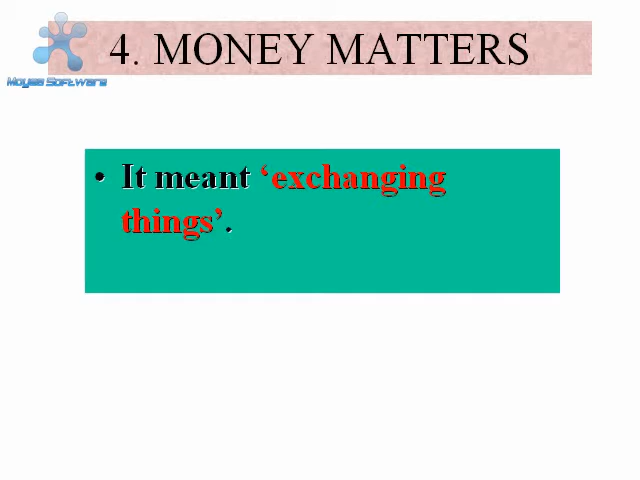 4. MONEY MATTERS
Moyea Software
• It meant ‘exchanging
things’.